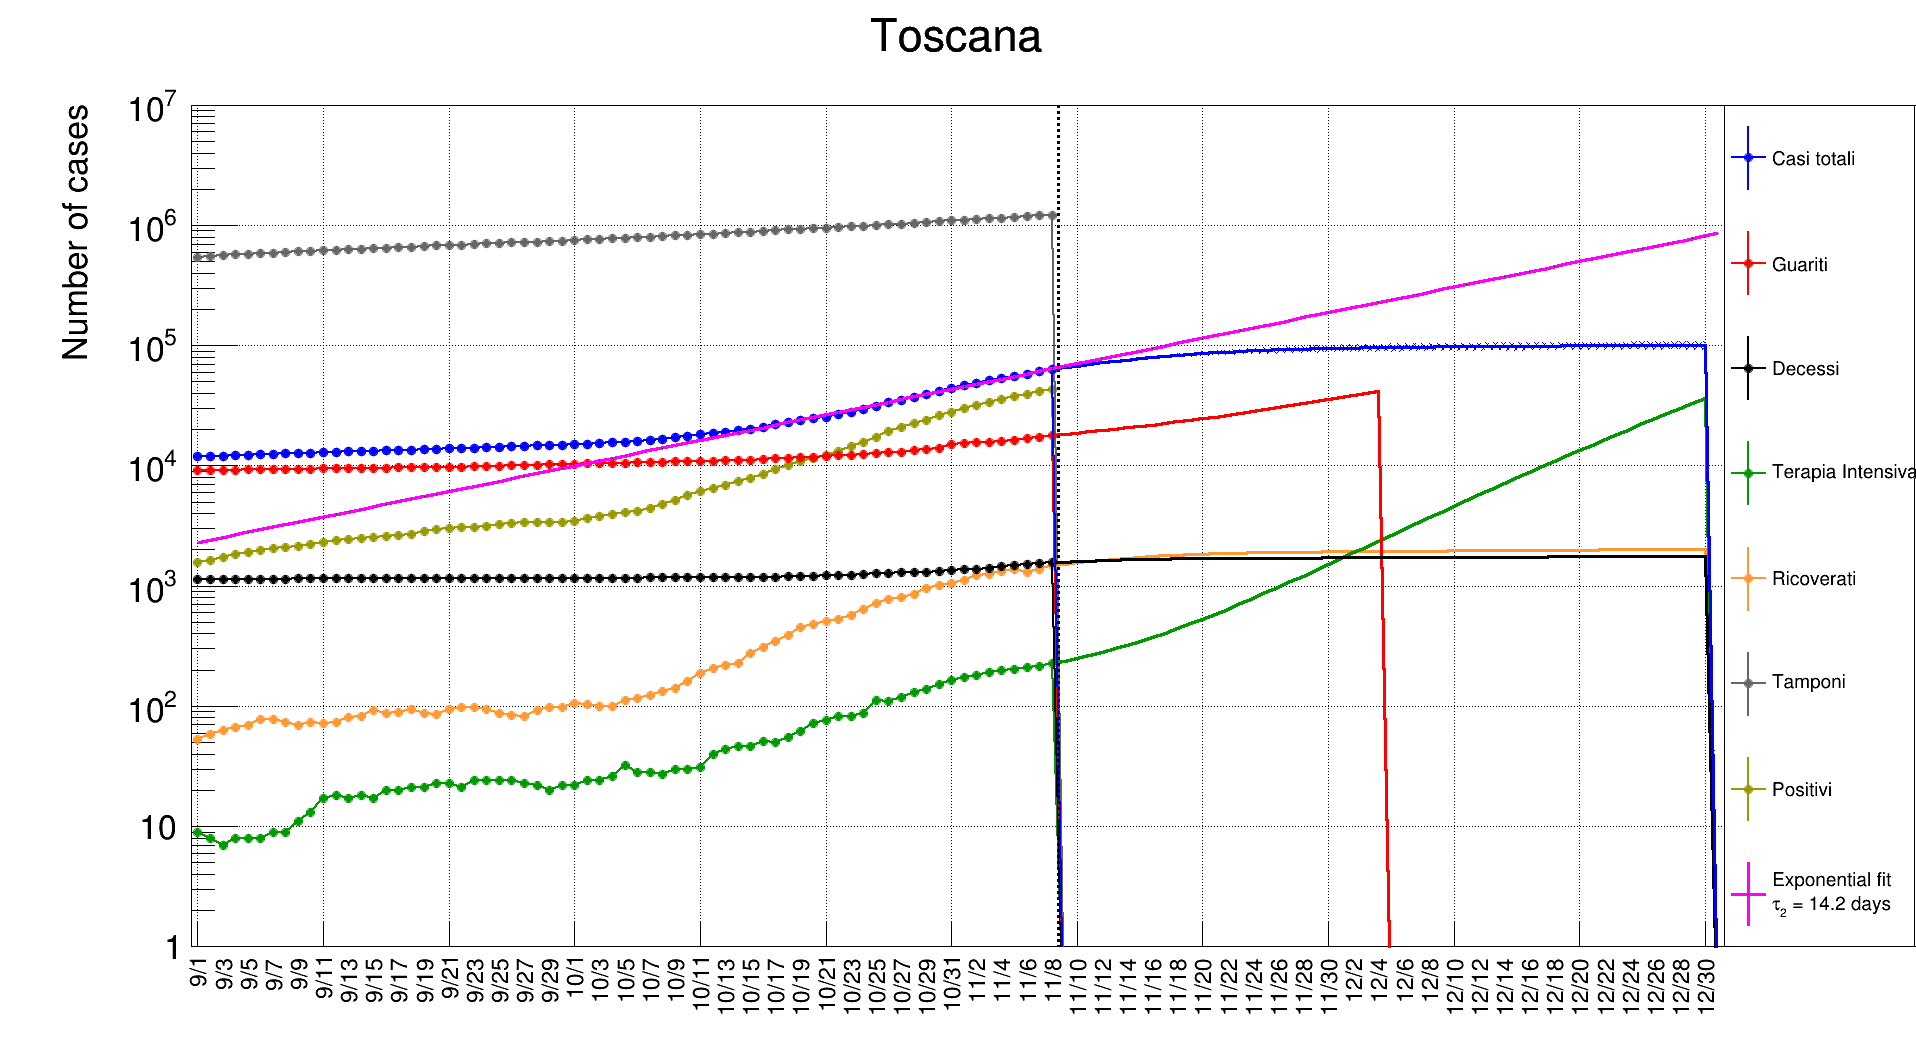 Toscana
Number of cases
10^7
10^6
10^5
10^4
10^3
10^2
10
1
9/1 9/3 9/5 9/7 9/9 9/11 9/13 9/15 9/17 9/19 9/21 9/23 9/25 9/27 9/29 10/1 10/3 10/5 10/7 10/9 10/11 10/13 10/15 10/17 10/19 10/21 10/23 10/25 10/27 10/29 10/31 11/2 11/4 11/6 11/8 11/10 11/12 11/14 11/16 11/18 11/20 11/22 11/24 11/26 11/28 11/30 12/2 12/4 12/6 12/8 12/10 12/12 12/14 12/16 12/18 12/20 12/22 12/24 12/26 12/28 12/30
Casi totali
Guariti
Decessi
Terapia Intensiva
Ricoverati
Tamponi
Positivi
Exponential fit
τ_2 = 14.2 days